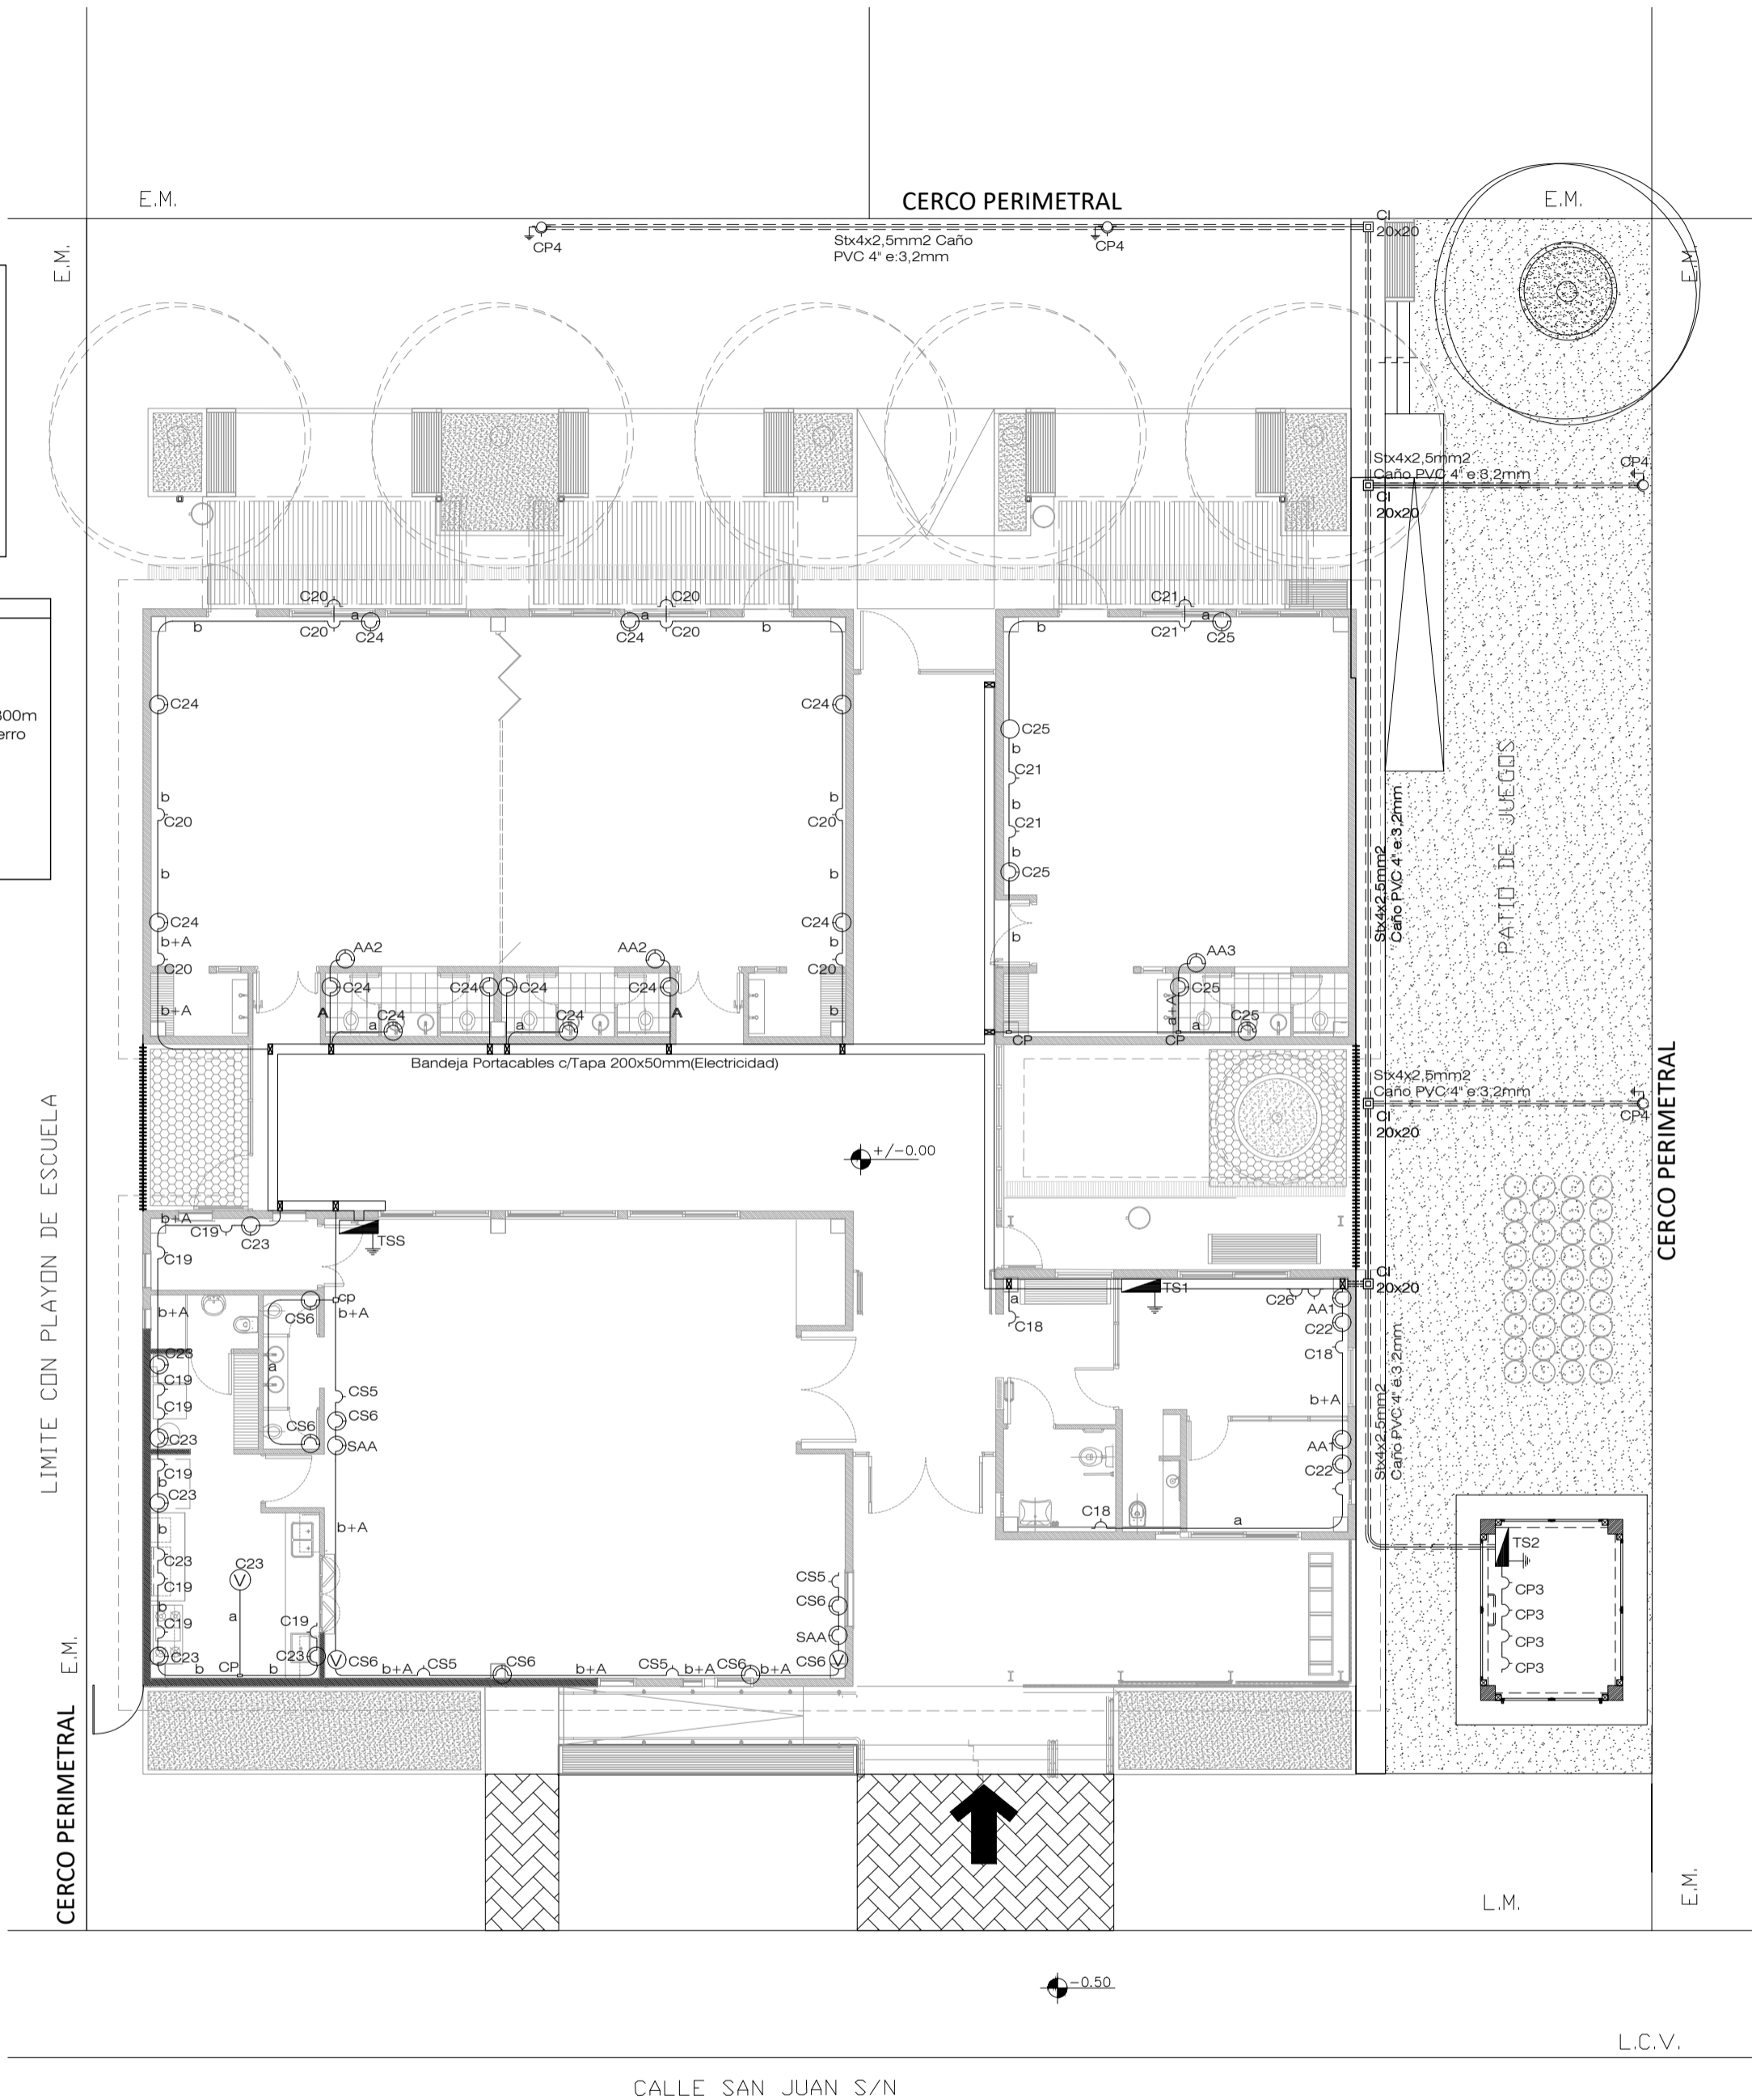 E.M.
CERCO PERIMETRAL
E.M.
E.M.
E.M.
CI
20x20
CP4
CP4
Stx4x2,5mm2 Caño
PVC 4" e:3,2mm
Stx4x2,5mm2
Caño PVC 4" e:3,2mm
CP4
CI
20x20
C20
a
C20
C24
b
C20
a
C24
C20
b
C21
a
C21
C25
b
C24
C24
C25
b
C21
b
C21
b
C25
b
C20
b
b
C20
b
300m
erro
Stx4x2,5mm2
Caño PVC 4" e:3,2mm
PATIO DE JUEGOS
C24
b+A
C20
b+A
AA2
C24
A
C24
a
C24
C24
C24
a
AA2
C24
A
C24
b
C20
b
b
AA3
C25
a+A
C25
a
CP
CP
Bandeja Portacables c/Tapa 200x50mm(Electricidad)
Stx4x2,5mm2
Caño PVC 4" e:3,2mm
CP4
CI
20x20
+/-0.00
LIMITE CON PLAYON DE ESCUELA
CERCO PERIMETRAL
b+A
C19
C23
C19
TSS
b+A
CS6
cp
b+A
TS1
C26
CI
20x20
AA1
C22
C18
a
C18
b+A
AA1
C22
C18
a
Stx4x2,5mm2
Caño PVC 4" e:3,2mm
C23
C19
C19
C23
a
CS6
CS5
CS6
SAA
C19
b
C23
b
b+A
C23
C19
C23
b
C19
a
C19
C23
C23
b
CP
b
CS6
b+A
CS5
CS6
b+A
CS5
b+A
CS6
b+A
CS5
CS6
SAA
CS6
TS2
CP3
CP3
CP3
CP3
E.M.
CERCO PERIMETRAL
L.M.
E.M.
-0.50
L.C.V.
CALLE SAN JUAN S/N